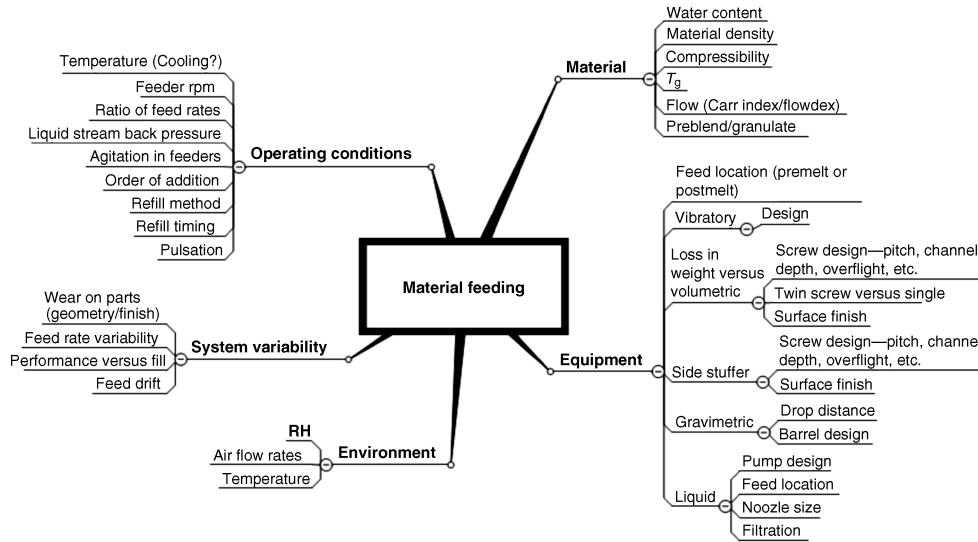 Temperature (Cooling?)
Feeder rpm
Ratio of feed rates
Liquid stream back pressure
Agitation in feeders
Order of addition
Refill method
Refill timing
Pulsation
Operating conditions
Material
Water content
Material density
Compressibility
Tg
Flow (Carr index/flowdex)
Preblend/granulate
Material feeding
Wear on parts
(geometry/finish)
Feed rate variability
Performance versus fill
Feed drift
System variability
RH
Air flow rates
Temperature
Environment
Equipment
Feed location (premelt or
postmelt)
Vibratory
Design
Loss in
weight versus
volumetric
Screw design—pitch, channel
depth, overflight, etc.
Twin screw versus single
Surface finish
Side stuffer
Screw design—pitch, channel
depth, overflight, etc.
Surface finish
Gravimetric
Drop distance
Barrel design
Liquid
Pump design
Feed location
Noozle size
Filtration